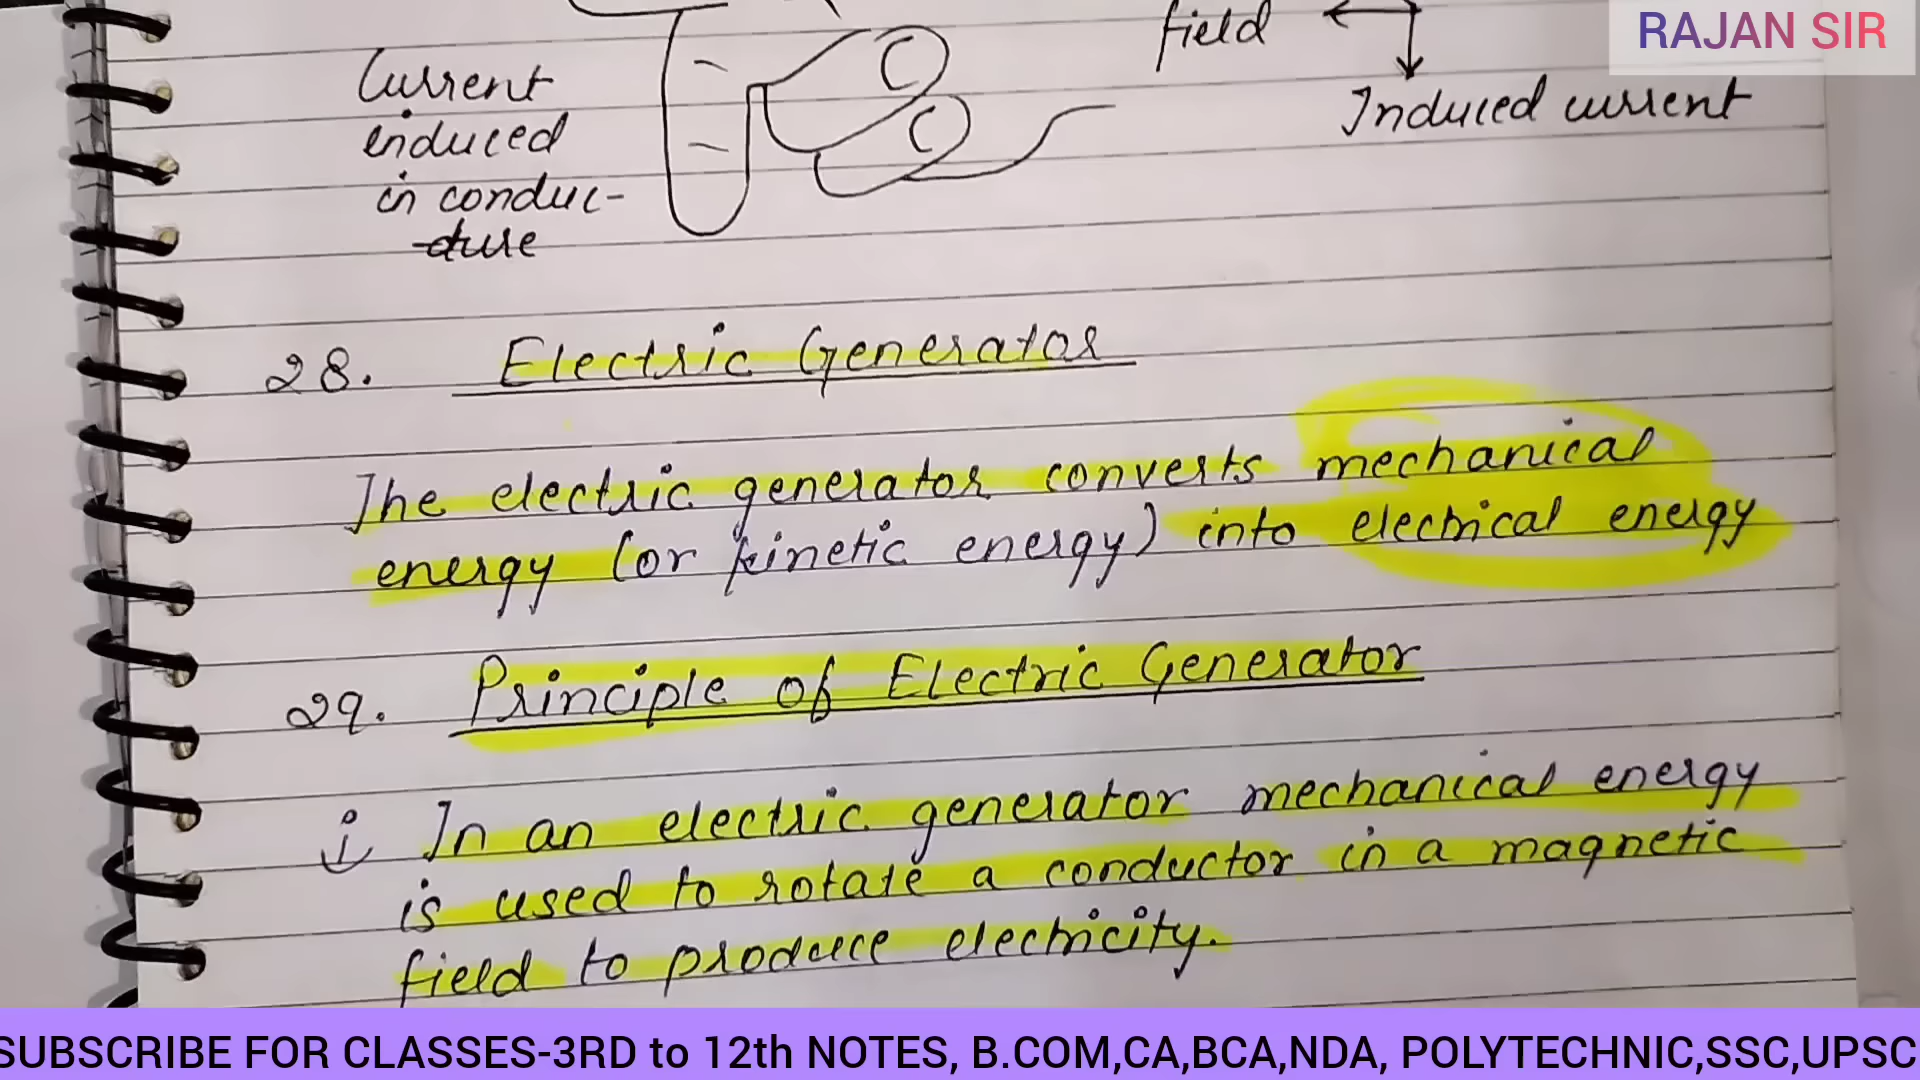 field
RAJAN SIR
Current
induced
in conduc-
-ture
Induced current
28. Electric Generator
The electric generator converts mechanical
energy (or kinetic energy) into electrical energy
29. Principle of Electric Generator
i In an electric generator mechanical energy
is used to rotate a conductor in a magnetic
field to produce electricity.
SUBSCRIBE FOR CLASSES-3RD to 12th NOTES, B.COM,CA,BCA,NDA, POLYTECHNIC,SSC,UPSC